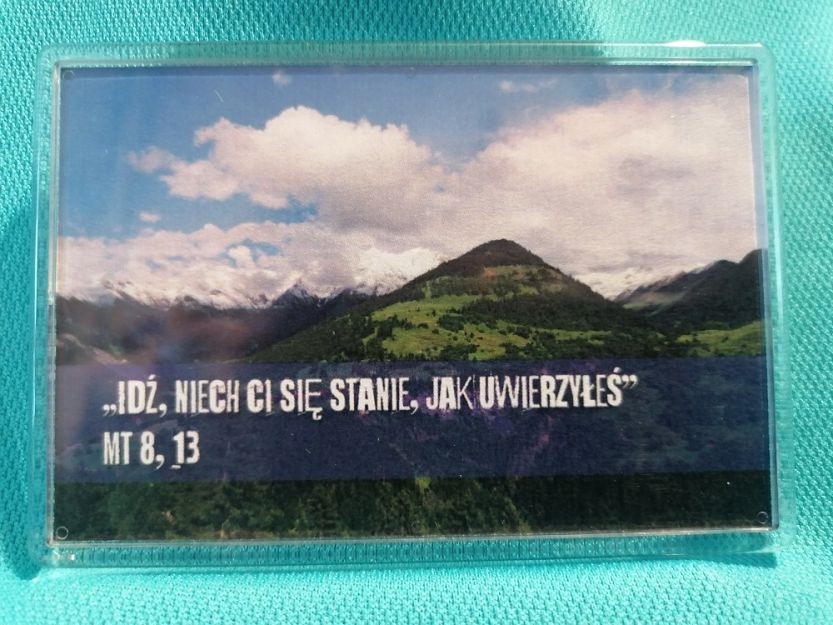 „IDŹ, NIECH CI SIĘ STANIE, JAK UWIERZYŁEŚ”
MT 8, 13